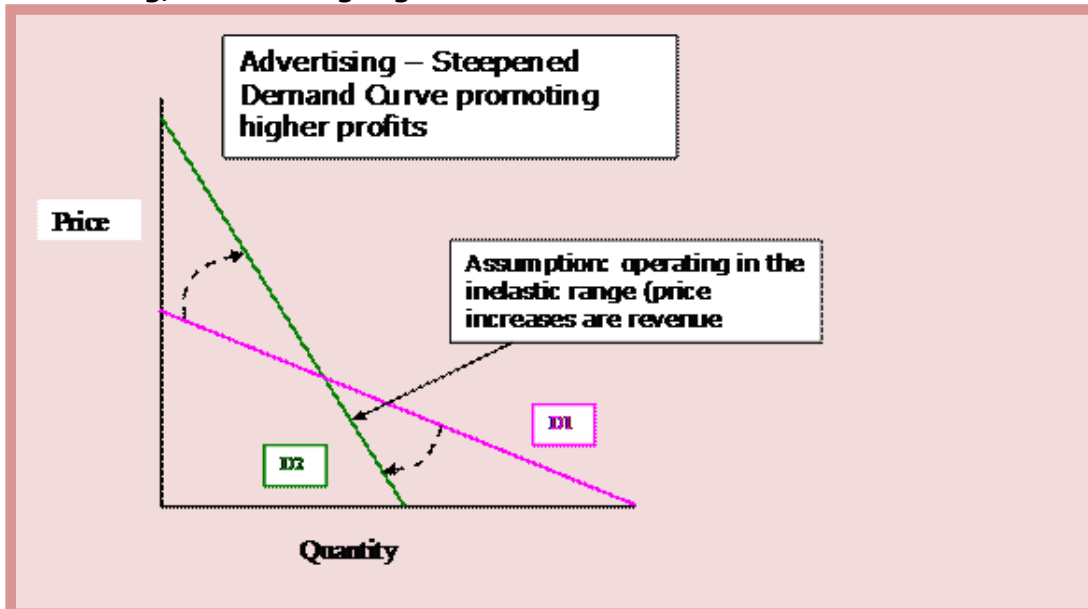 Advertising – Steepened
Demand Curve promoting
higher profits
Price
Assumption: operating in the
inelastic range (price
increases are revenue
D1
D2
Quantity